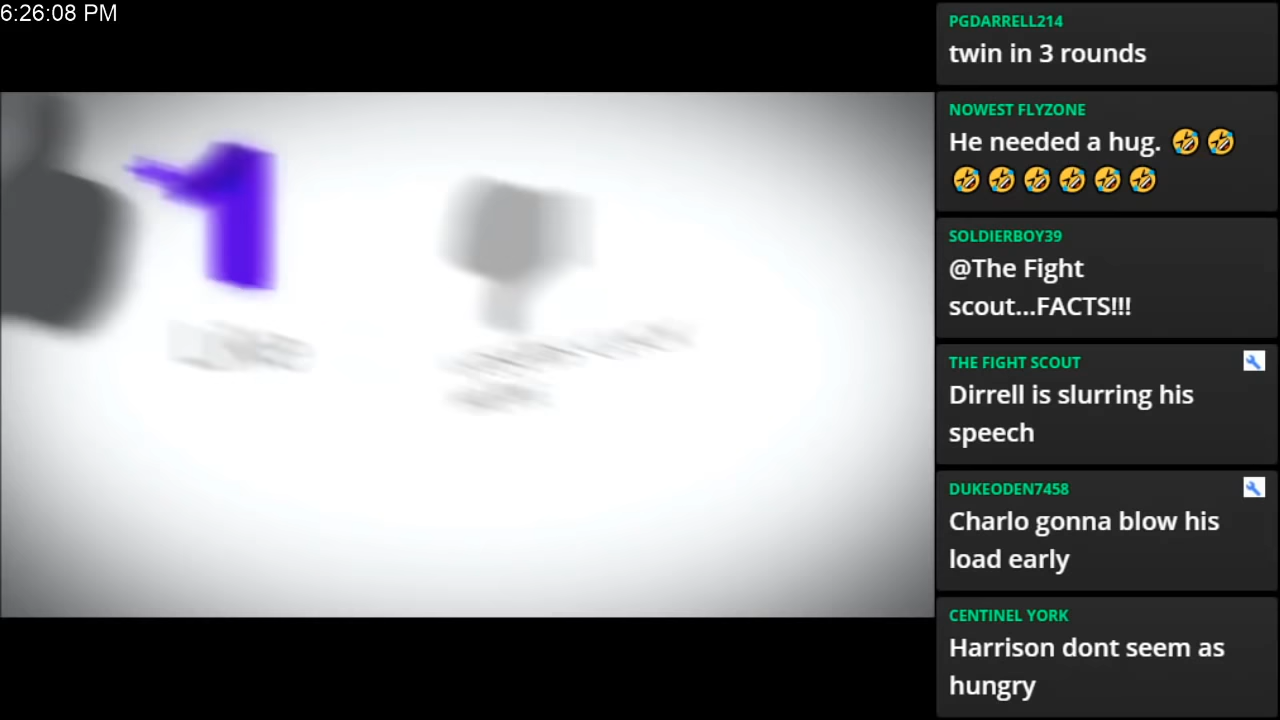 6:26:08 PM
PGDARRELL214
twin in 3 rounds
NOWEST FLYZONE
He needed a hug. 🤣🤣
🤣🤣🤣🤣🤣🤣
SOLDIERBOY39
@The Fight
scout...FACTS!!!
THE FIGHT SCOUT
Dirrell is slurring his
speech
DUKEODEN7458
Charlo gonna blow his
load early
CENTINEL YORK
Harrison dont seem as
hungry